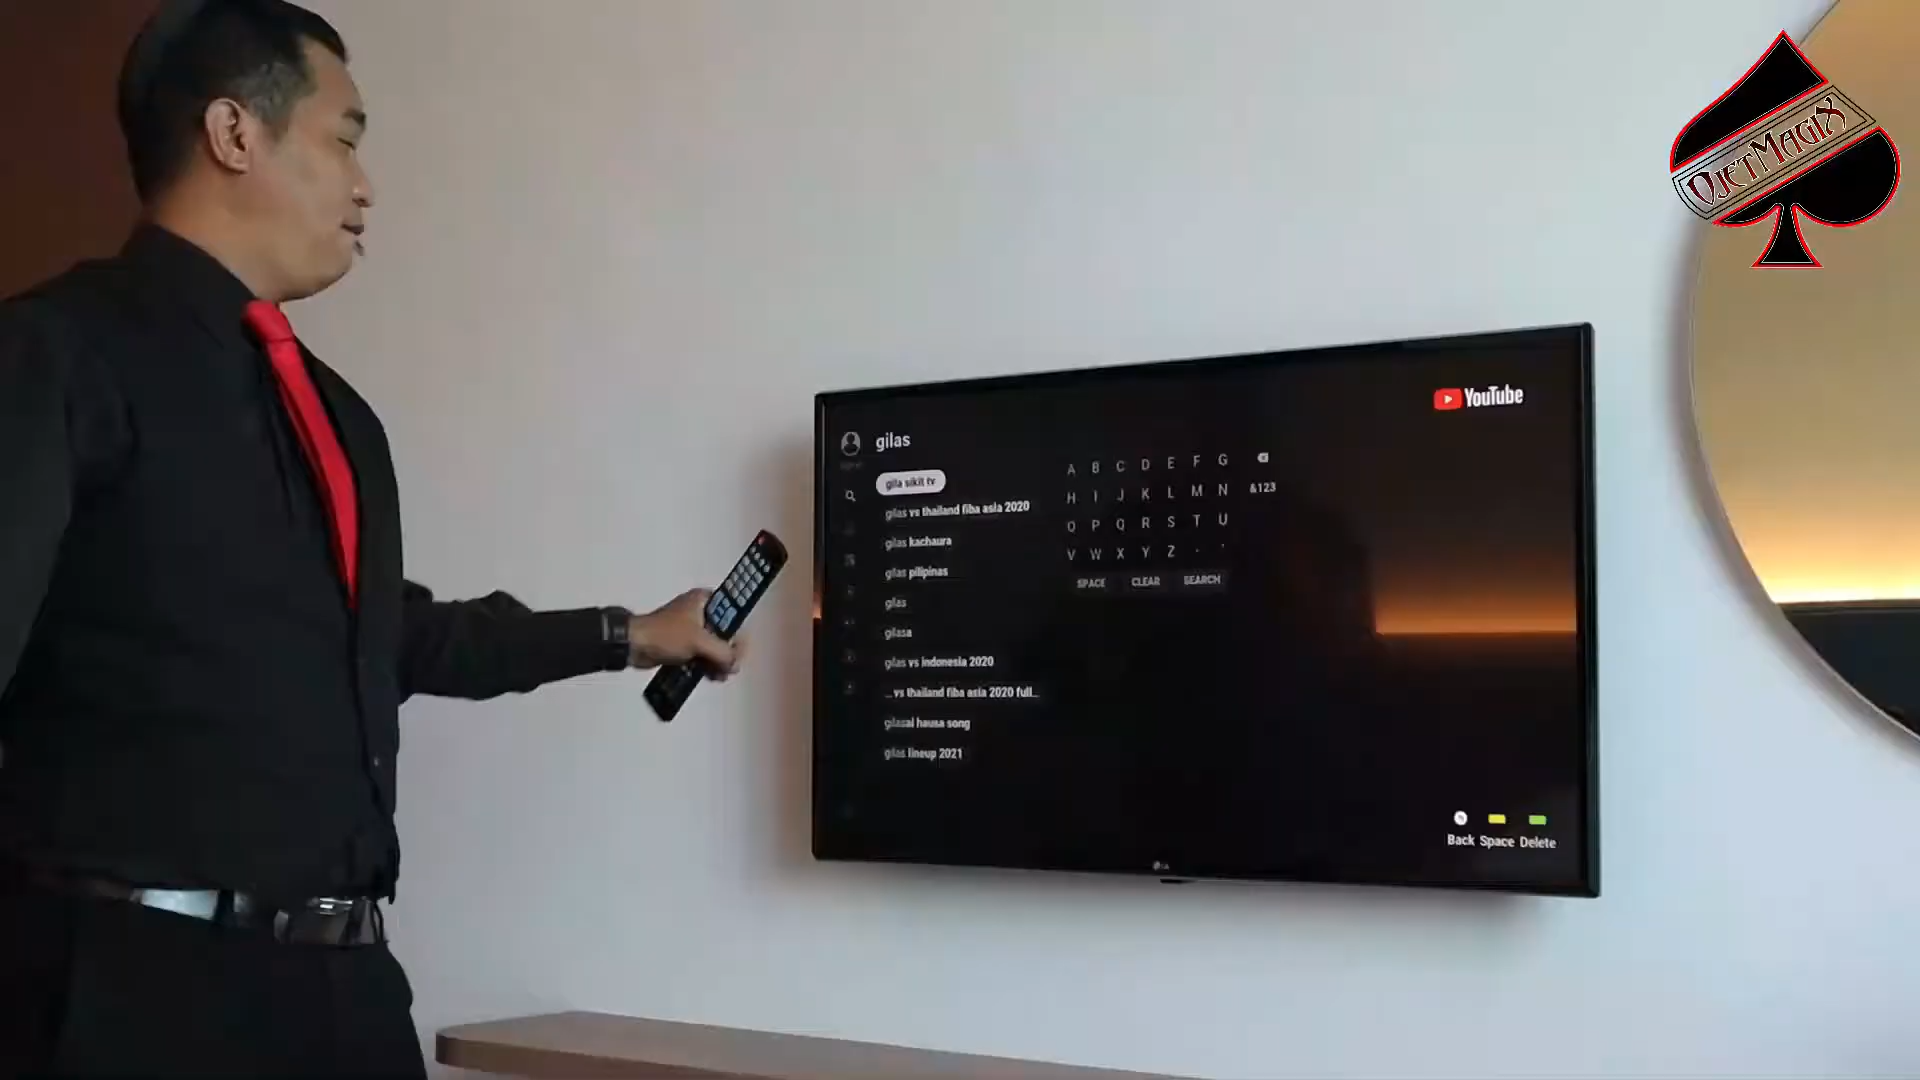 DjetMagiX
YouTube
gilas
gila sikit tv
gilas vs thailand fiba asia 2020
gilas kachaura
gilas pilipinas
gilas
gilasa
gilas vs indonesia 2020
... vs thailand fiba asia 2020 full...
gilasal hausa song
gilas lineup 2021
A B C D E F G
H I J K L M N &123
O P Q R S T U
V W X Y Z - '
SPACE CLEAR SEARCH
Back Space Delete
LG